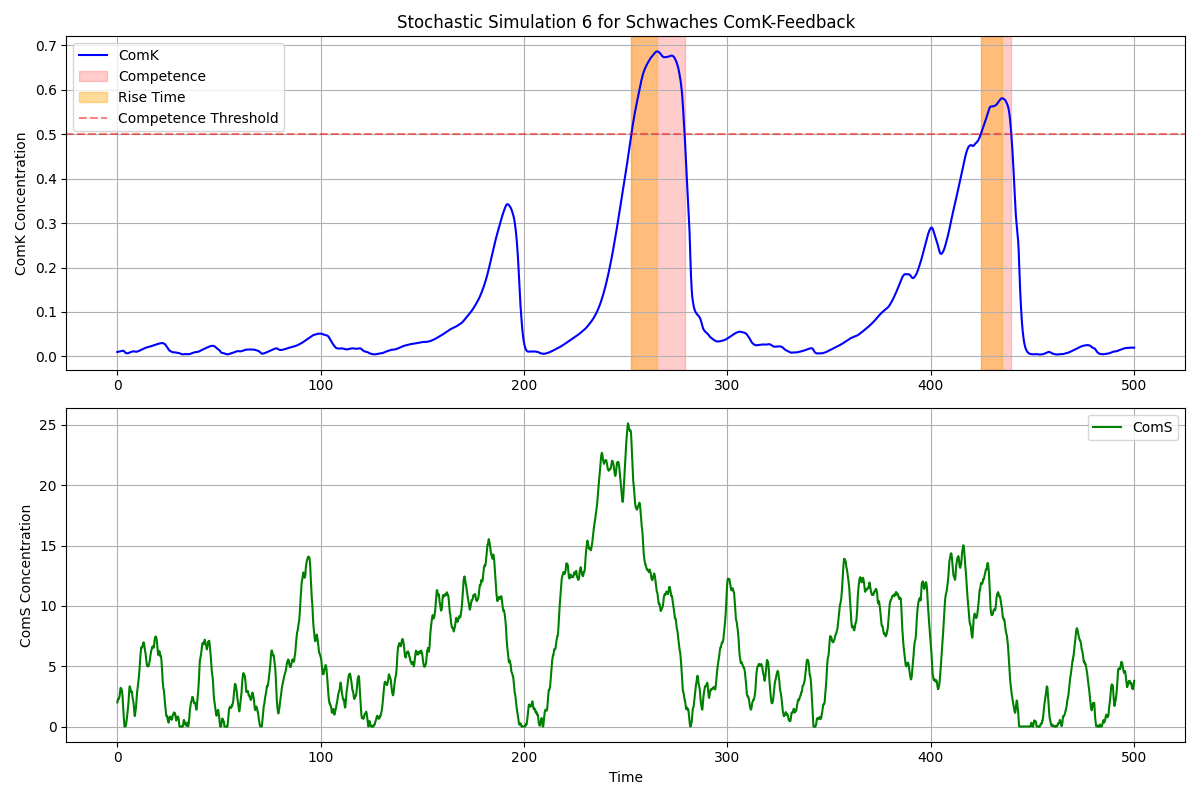 Stochastic Simulation 6 for Schwaches ComK-Feedback
ComK Concentration
0.7
0.6
0.5
0.4
0.3
0.2
0.1
0.0
ComK
Competence
Rise Time
Competence Threshold
0 100 200 300 400 500
ComS Concentration
25
20
15
10
5
0
ComS
0 100 200 300 400 500
Time